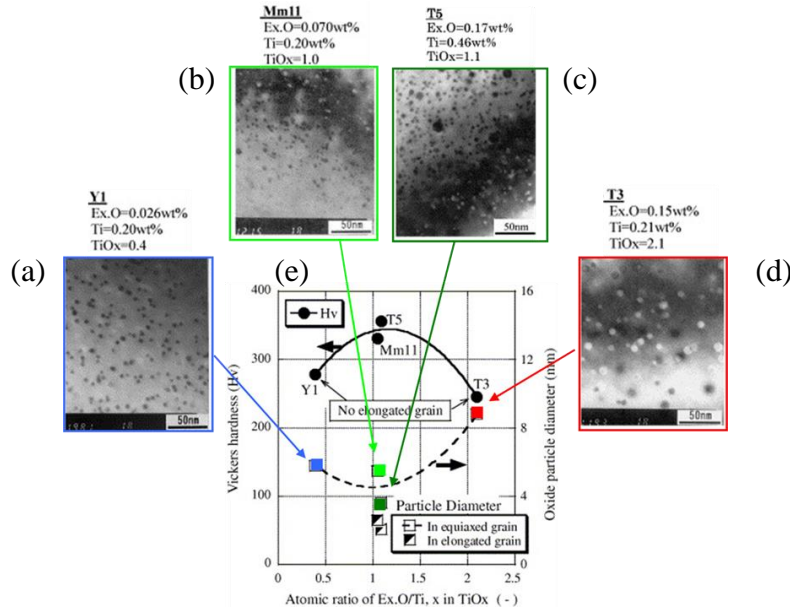 Mm11
Ex.O=0.070wt%
Ti=0.20wt%
TiOx=1.0
T5
Ex.O=0.17wt%
Ti=0.46wt%
TiOx=1.1
(b)
(c)
50nm
50nm
Y1
Ex.O=0.026wt%
Ti=0.20wt%
TiOx=0.4
T3
Ex.O=0.15wt%
Ti=0.21wt%
TiOx=2.1
(a)
(e)
(d)
50nm
50nm
400
300
200
100
0
Vickers hardness (Hv)
Hv
T5
Mm11
Y1
T3
No elongated grain
Particle Diameter
In equiaxed grain
In elongated grain
16
12
8
4
0
Oxide particle diameter (mm)
0 0.5 1 1.5 2 2.5
Atomic ratio of Ex.O/Ti, x in TiOx ( - )